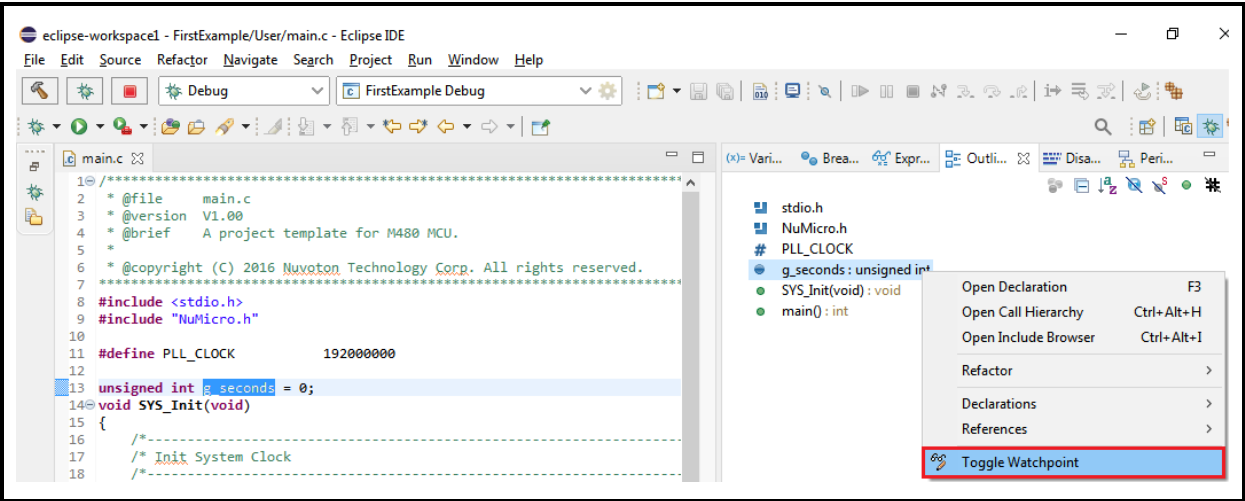 eclipse-workspace1 - FirstExample/User/main.c - Eclipse IDE
File Edit Source Refactor Navigate Search Project Run Window Help
Debug
FirstExample Debug
main.c
(x)= Vari...
Brea...
Expr...
Outli...
Disa...
Peri...
1 /*****************************************************************************
2 * @file     main.c
3 * @version  V1.00
4 * @brief    A project template for M480 MCU.
5 *
6 * @copyright (C) 2016 Nuvoton Technology Corp. All rights reserved.
7 *****************************************************************************
8 #include <stdio.h>
9 #include "NuMicro.h"
10
11 #define PLL_CLOCK           192000000
12
13 unsigned int g_seconds = 0;
14 void SYS_Init(void)
15 {
16     /*---------------------------------------------------------
17     /* Init System Clock
18     /*---------------------------------------------------------
stdio.h
NuMicro.h
# PLL_CLOCK
g_seconds : unsigned int
SYS_Init(void) : void
main() : int
Open Declaration F3
Open Call Hierarchy Ctrl+Alt+H
Open Include Browser Ctrl+Alt+I
Refactor >
Declarations >
References >
Toggle Watchpoint